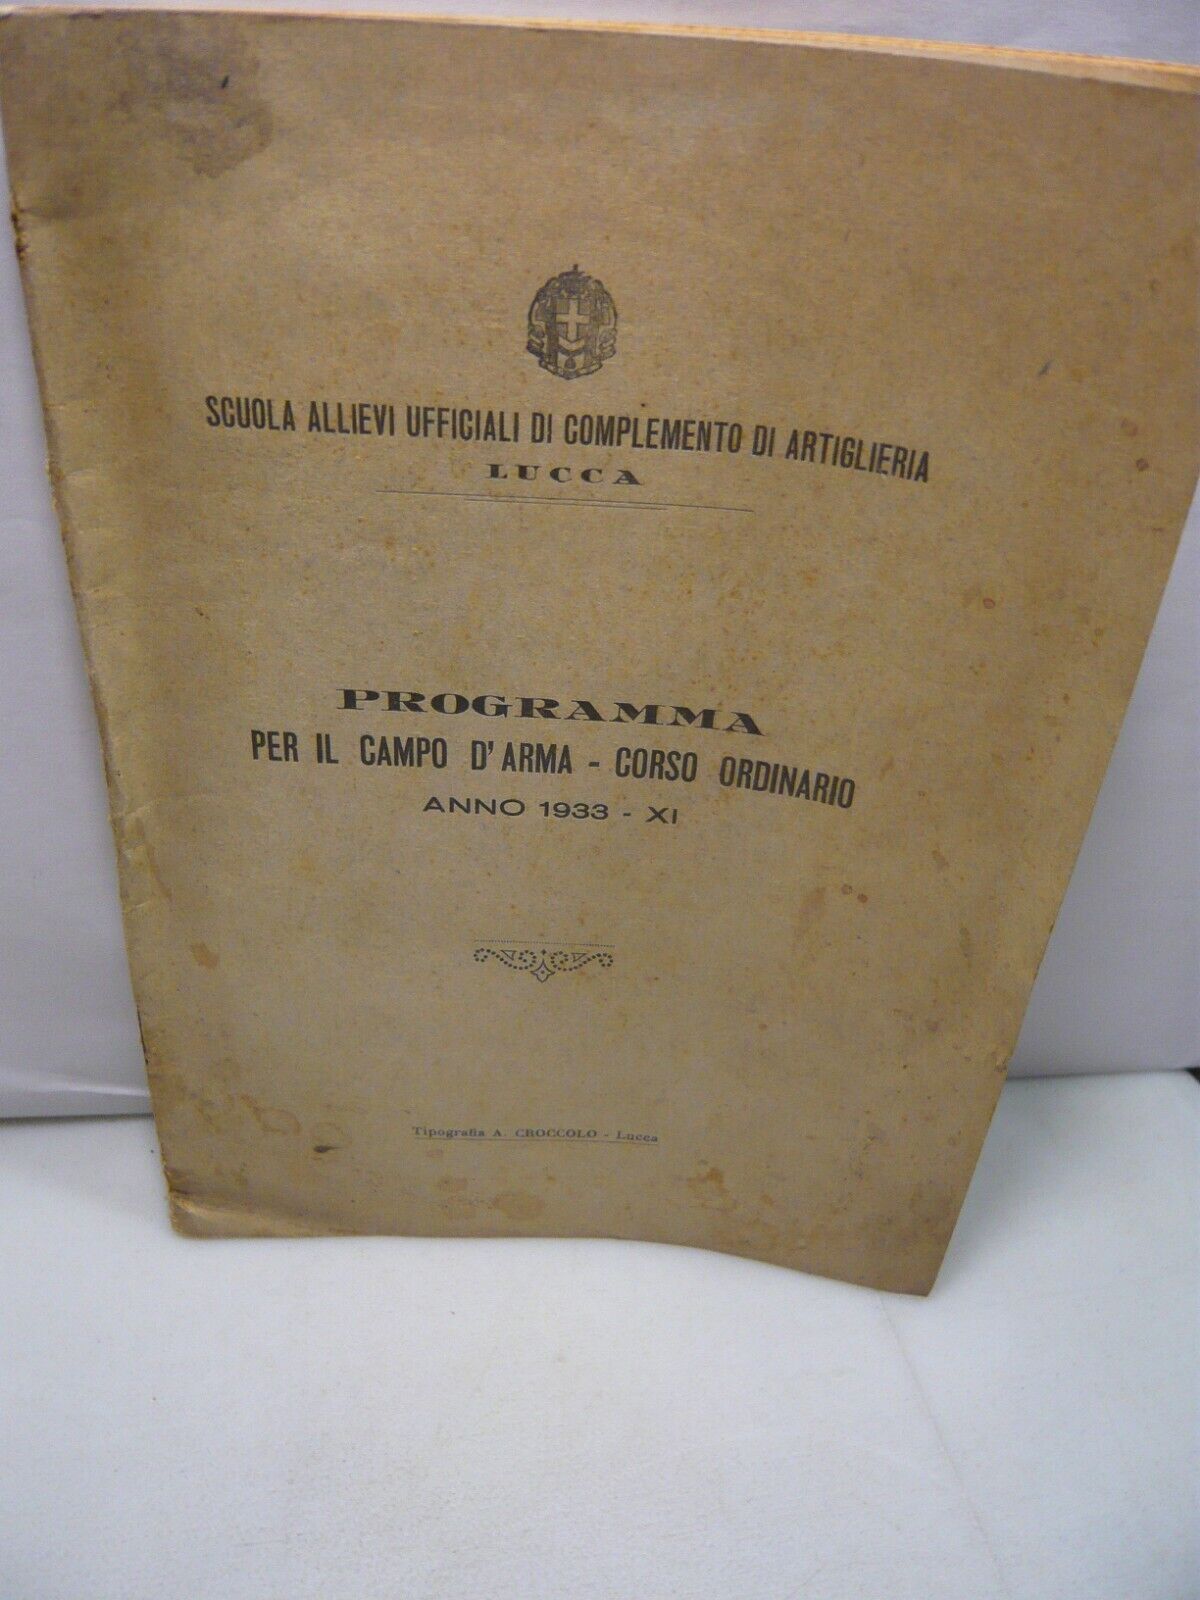 SCUOLA ALLIEVI UFFICIALI DI COMPLEMENTO DI ARTIGLIERIA
LUCCA
PROGRAMMA
PER IL CAMPO D'ARMA - CORSO ORDINARIO
ANNO 1933 - XI
Tipografia A. CROCCOLO - Lucca